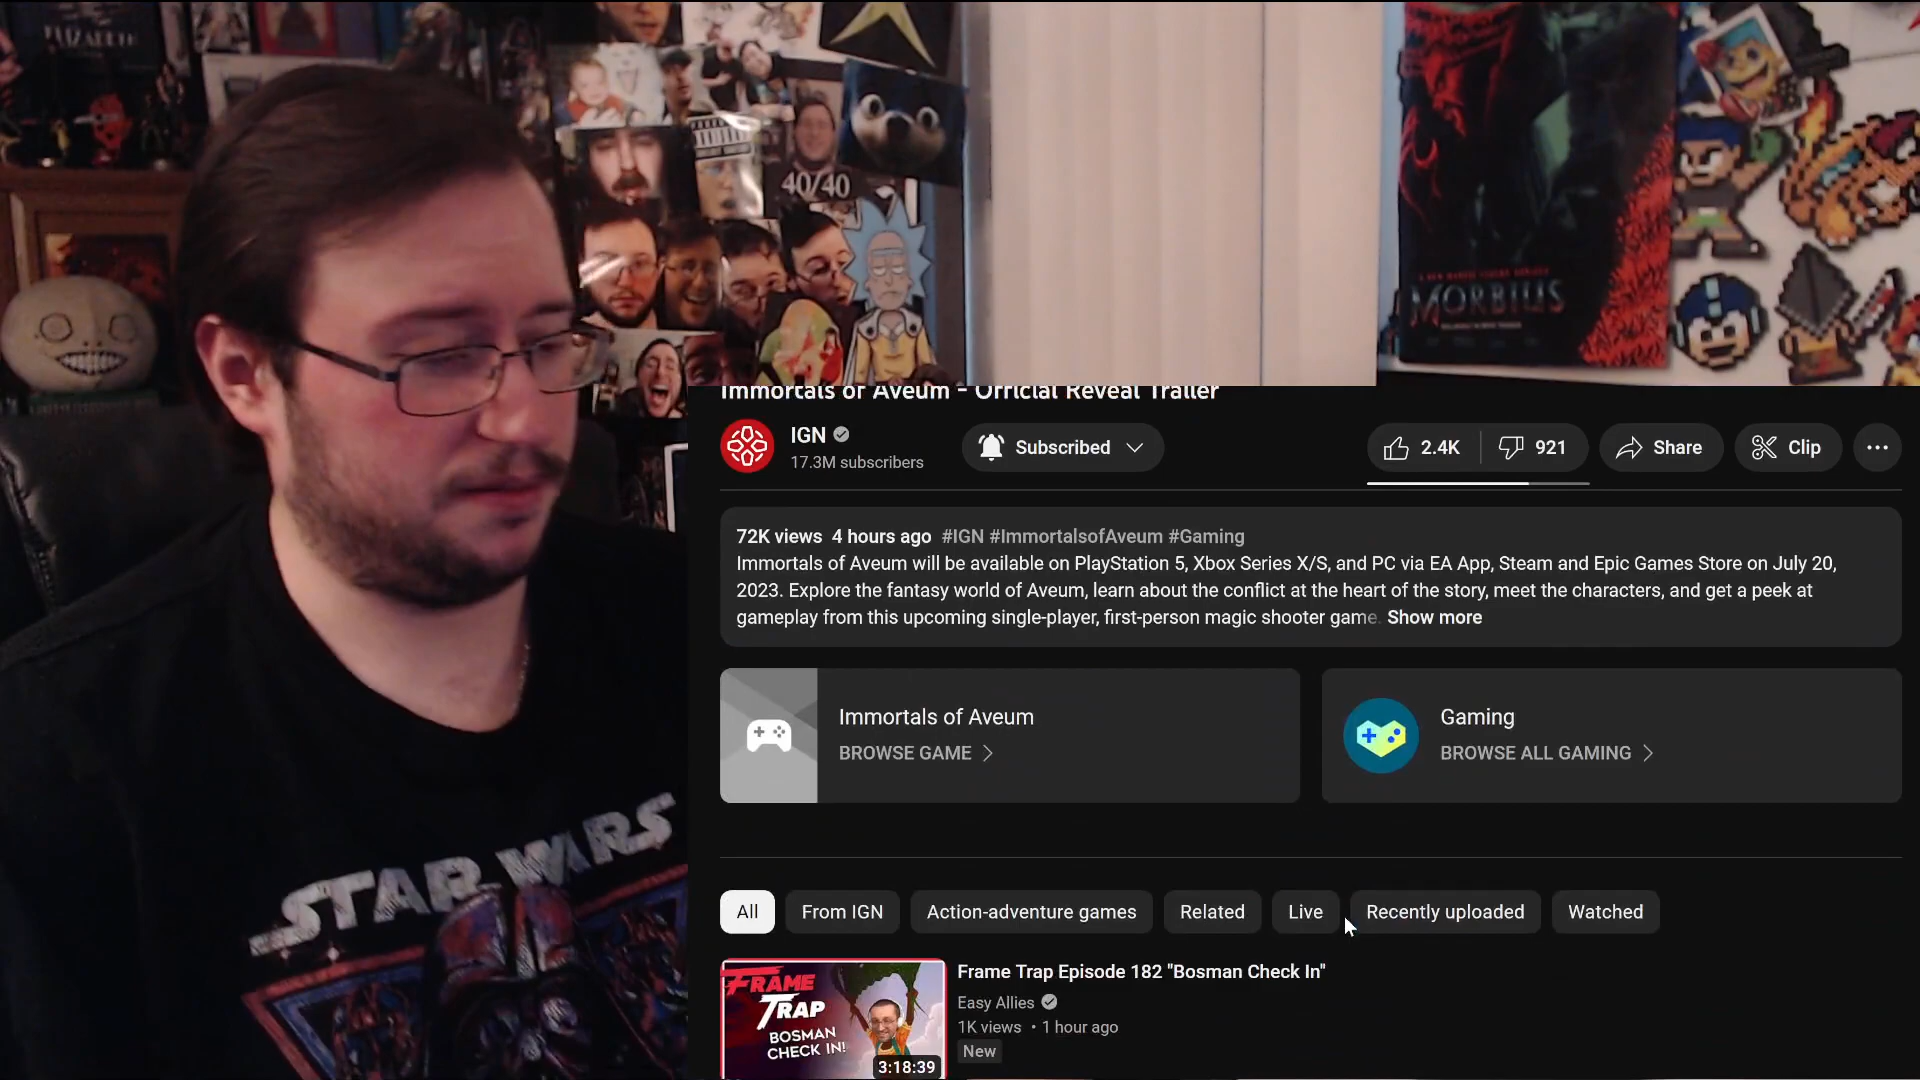 ELIZABETH
40/40
MORBIUS
STAR WARS
Immortals of Aveum - Official Reveal Trailer
IGN
17.3M subscribers
Subscribed
2.4K
921
Share
Clip
72K views 4 hours ago #IGN #ImmortalsofAveum #Gaming
Immortals of Aveum will be available on PlayStation 5, Xbox Series X/S, and PC via EA App, Steam and Epic Games Store on July 20,
2023. Explore the fantasy world of Aveum, learn about the conflict at the heart of the story, meet the characters, and get a peek at
gameplay from this upcoming single-player, first-person magic shooter game. Show more
Immortals of Aveum
BROWSE GAME
Gaming
BROWSE ALL GAMING
All
From IGN
Action-adventure games
Related
Live
Recently uploaded
Watched
FRAME
TRAP
BOSMAN
CHECK IN!
3:18:39
Frame Trap Episode 182 "Bosman Check In"
Easy Allies
1K views • 1 hour ago
New